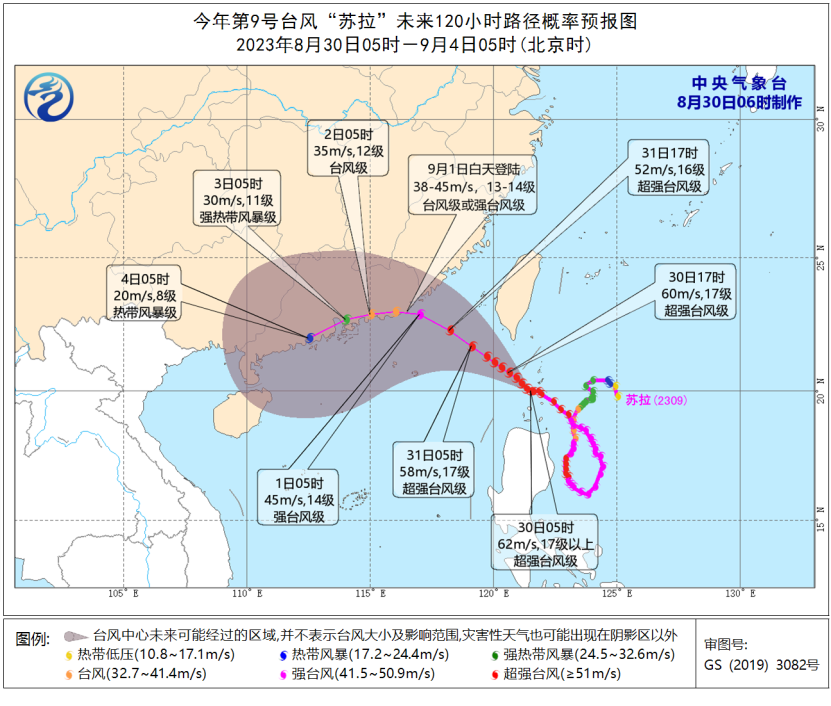 今年第9号台风“苏拉”未来120小时路径概率预报图
2023年8月30日05时－9月4日05时(北京时)
中央气象台
8月30日06时制作
2日05时
35m/s,12级
台风级
9月1日白天登陆
38-45m/s，13-14级
台风级或强台风级
31日17时
52m/s,16级
超强台风级
3日05时
30m/s,11级
强热带风暴级
4日05时
20m/s,8级
热带风暴级
30日17时
60m/s,17级
超强台风级
苏拉(2309)
1日05时
45m/s,14级
强台风级
31日05时
58m/s,17级
超强台风级
30日05时
62m/s,17级以上
超强台风级
30°N
25°N
20°N
15°N
105°E
110°E
115°E
120°E
125°E
130°E
图例:
台风中心未来可能经过的区域,并不表示台风大小及影响范围,灾害性天气也可能出现在阴影区以外
热带低压(10.8~17.1m/s)
热带风暴(17.2~24.4m/s)
强热带风暴(24.5~32.6m/s)
台风(32.7~41.4m/s)
强台风(41.5~50.9m/s)
超强台风(≥51m/s)
审图号:
GS (2019) 3082号